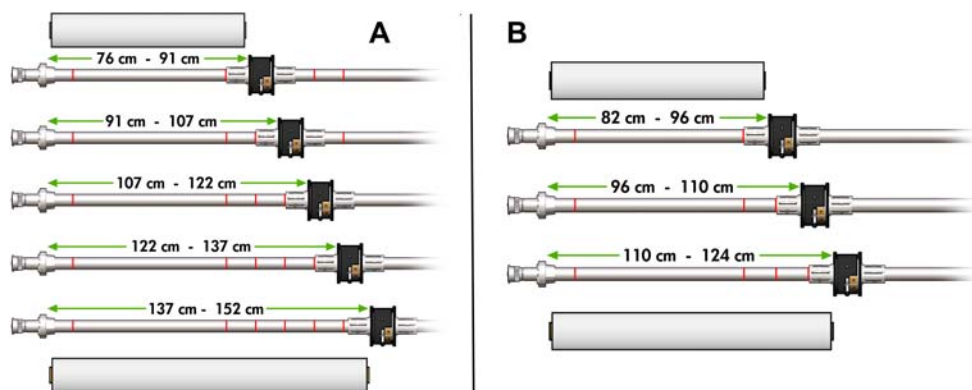 A
76 cm - 91 cm
91 cm - 107 cm
107 cm - 122 cm
122 cm - 137 cm
137 cm - 152 cm
B
82 cm - 96 cm
96 cm - 110 cm
110 cm - 124 cm